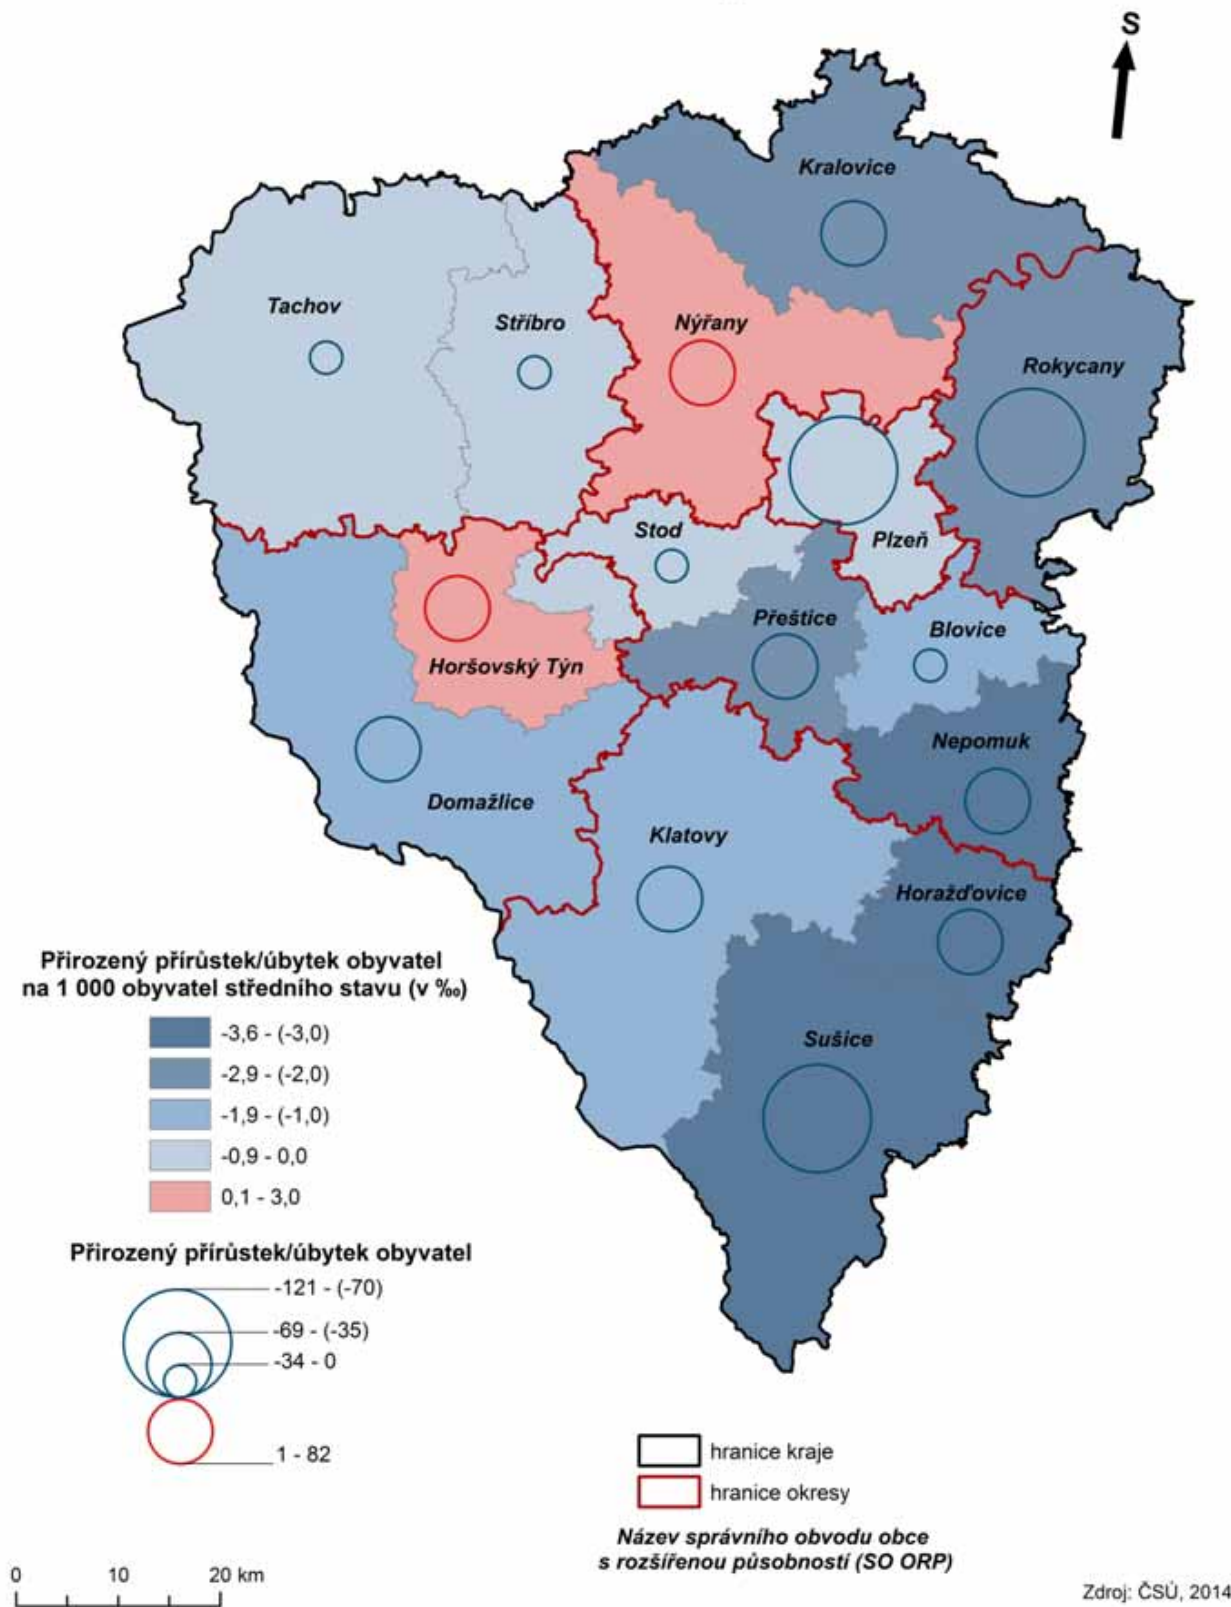 S
Kralovice
Tachov
Stříbro
Nýřany
Rokycany
Stod
Plzeň
Přeštice
Blovice
Horšovský Týn
Nepomuk
Domažlice
Klatovy
Horažďovice
Sušice
Přirozený přírůstek/úbytek obyvatel
na 1 000 obyvatel středního stavu (v ‰)
-3,6 - (-3,0)
-2,9 - (-2,0)
-1,9 - (-1,0)
-0,9 - 0,0
0,1 - 3,0
Přirozený přírůstek/úbytek obyvatel
-121 - (-70)
-69 - (-35)
-34 - 0
1 - 82
hranice kraje
hranice okresy
Název správního obvodu obce
s rozšířenou působností (SO ORP)
0 10 20 km
Zdroj: ČSÚ, 2014